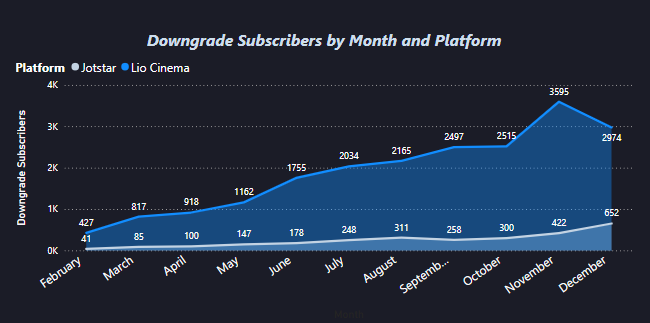 Downgrade Subscribers by Month and Platform
Platform Jotstar Lio Cinema
Downgrade Subscribers
4K
3K
2K
1K
0K
427 817 918 1162 1755 2034 2165 2497 2515 3595 2974
41 85 100 147 178 248 311 258 300 422 652
February March April May June July August Septemb... October November December